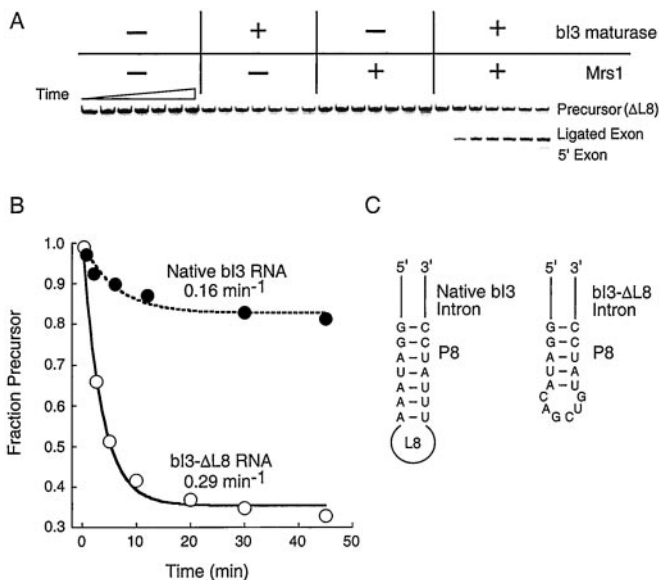 A
− + − + bI3 maturase
− − + + Mrs1
Time
Precursor (ΔL8)
Ligated Exon
5' Exon
B
Fraction Precursor
1.0
0.9
0.8
0.7
0.6
0.5
0.4
0.3
Native bI3 RNA
0.16 min-1
bI3-ΔL8 RNA
0.29 min-1
0 10 20 30 40 50
Time (min)
C
5' 3'
Native bI3
Intron
P8
G − C
G − C
A − U
U − A
A − U
A − U
A − U
L8
5' 3'
bI3-ΔL8
Intron
P8
G − C
G − C
A − U
U − A
A − U
C G
A U
G C